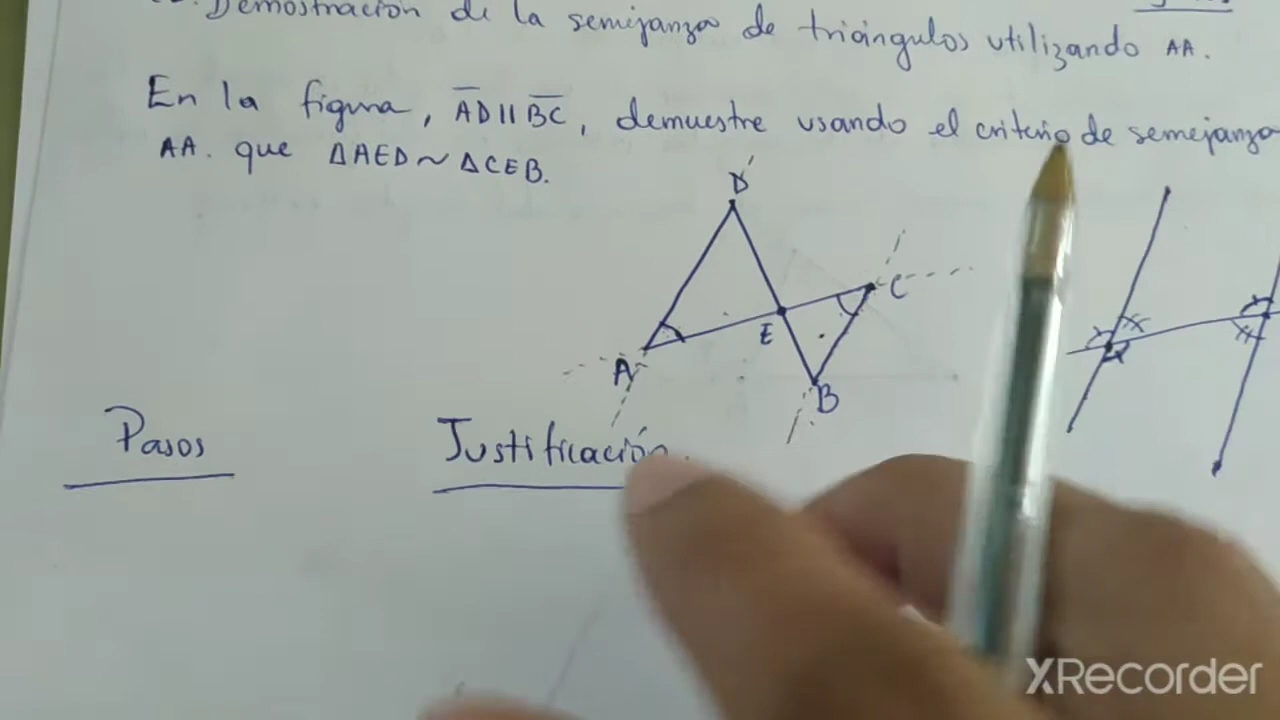 Demostración de la semejanza de triángulos utilizando AA.
En la figura, AD || BC, demuestre usando el criterio de semejanza
AA. que ΔAED ~ ΔCEB.
D
C
E
A
B
Pasos
Justificación.
XRecorder